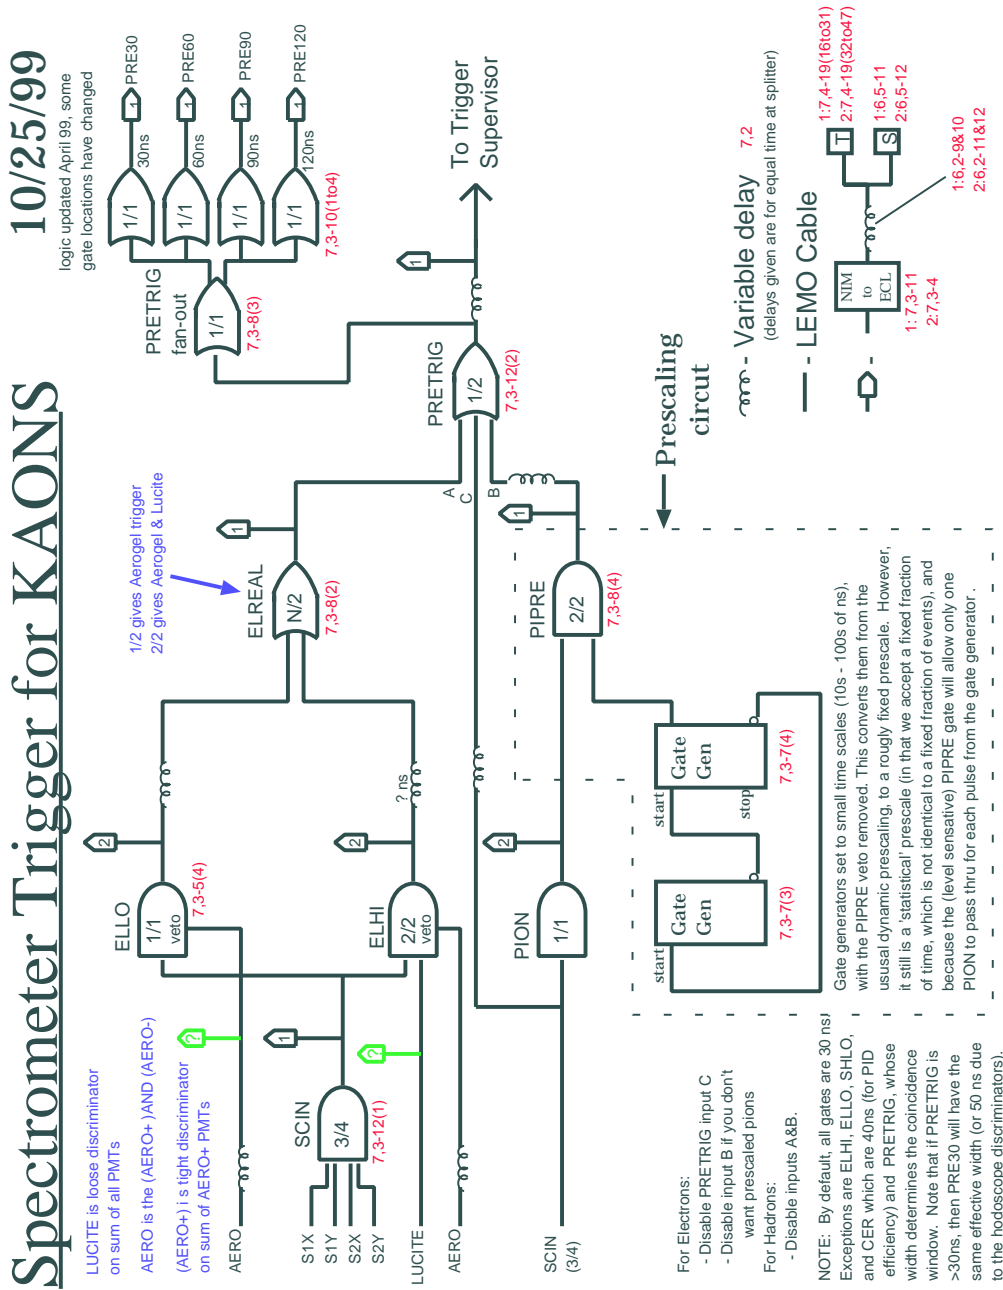 Spectrometer Trigger for KAONS
10/25/99
logic updated April 99, some
gate locations have changed
LUCITE is loose discriminator
on sum of all PMTs
AERO is the (AERO+ )AND (AERO-)
(AERO+) i s tight discriminator
on sum of AERO+ PMTs
1/2 gives Aerogel trigger
2/2 gives Aerogel & Lucite
AERO
?
ELLO
1/1
veto
7,3-5(4)
2
S1X
S1Y
S2X
S2Y
SCIN
3/4
7,3-12(1)
1
LUCITE
?
AERO
ELHI
2/2
veto
2
? ns
ELREAL
N/2
7,3-8(2)
1
SCIN
(3/4)
PION
1/1
2
PIPRE
2/2
7,3-8(4)
1
A
C
B
PRETRIG
1/2
7,3-12(2)
1
To Trigger
Supervisor
PRETRIG
fan-out
1/1
7,3-8(3)
1/1
30ns
1
PRE30
1/1
60ns
1
PRE60
1/1
90ns
1
PRE90
1/1
120ns
1
PRE120
7,3-10(1to4)
start
Gate
Gen
7,3-7(3)
start
Gate
Gen
stop
7,3-7(4)
Prescaling
circut
Gate generators set to small time scales (10s - 100s of ns),
with the PIPRE veto removed. This converts them from the
ususal dynamic prescaling, to a rougly fixed prescale. However,
it still is a 'statistical' prescale (in that we accept a fixed fraction
of time, which is not identical to a fixed fraction of events), and
because the (level sensative) PIPRE gate will allow only one
PION to pass thru for each pulse from the gate generator .
For Electrons:
- Disable PRETRIG input C
- Disable input B if you don't
want prescaled pions
For Hadrons:
- Disable inputs A&B.
NOTE: By default, all gates are 30 ns.
Exceptions are ELHI, ELLO, SHLO,
and CER which are 40ns (for PID
efficiency) and PRETRIG, whose
width determines the coincidence
window. Note that if PRETRIG is
>30ns, then PRE30 will have the
same effective width (or 50 ns due
to the hodoscope discriminators).
- Variable delay
7,2
(delays given are for equal time at splitter)
- LEMO Cable
-
NIM
to
ECL
1: 7,3-11
2:7,3-4
T
S
1:7,4-19(16to31)
2:7,4-19(32to47)
1:6,5-11
2:6,5-12
1:6,2-9&10
2:6,2-11&12